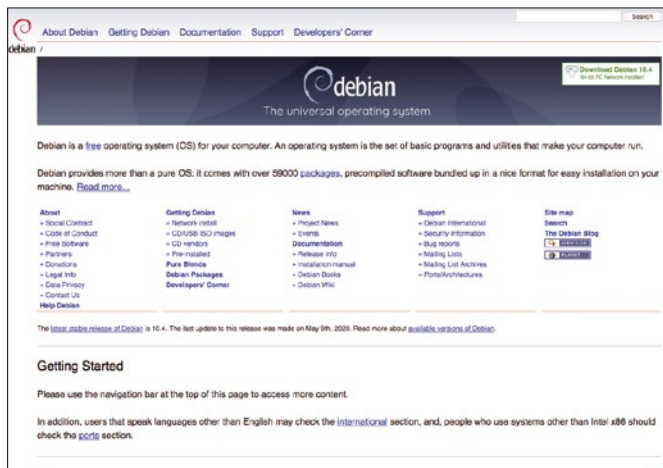 Search
About Debian Getting Debian Documentation Support Developers' Corner
debian /
debian
The universal operating system
Download Debian 10.4
64-bit PC Network installer
Debian is a free operating system (OS) for your computer. An operating system is the set of basic programs and utilities that make your computer run.
Debian provides more than a pure OS: it comes with over 59000 packages, precompiled software bundled up in a nice format for easy installation on your
machine. Read more...
About
» Social Contract
» Code of Conduct
» Free Software
» Partners
» Donations
» Legal Info
» Data Privacy
» Contact Us
Help Debian
Getting Debian
» Network install
» CD/USB ISO images
» CD vendors
» Pre-installed
Pure Blends
Debian Packages
Developers' Corner
News
» Project News
» Events
Documentation
» Release Info
» Installation manual
» Debian Books
» Debian Wiki
Support
» Debian International
» Security Information
» Bug reports
» Mailing Lists
» Mailing List Archives
» Ports/Architectures
Site map
Search
The Debian Blog
PLANET
The latest stable release of Debian is 10.4. The last update to this release was made on May 9th, 2020. Read more about available versions of Debian.
Getting Started
Please use the navigation bar at the top of this page to access more content.
In addition, users that speak languages other than English may check the international section, and, people who use systems other than Intel x86 should
check the ports section.